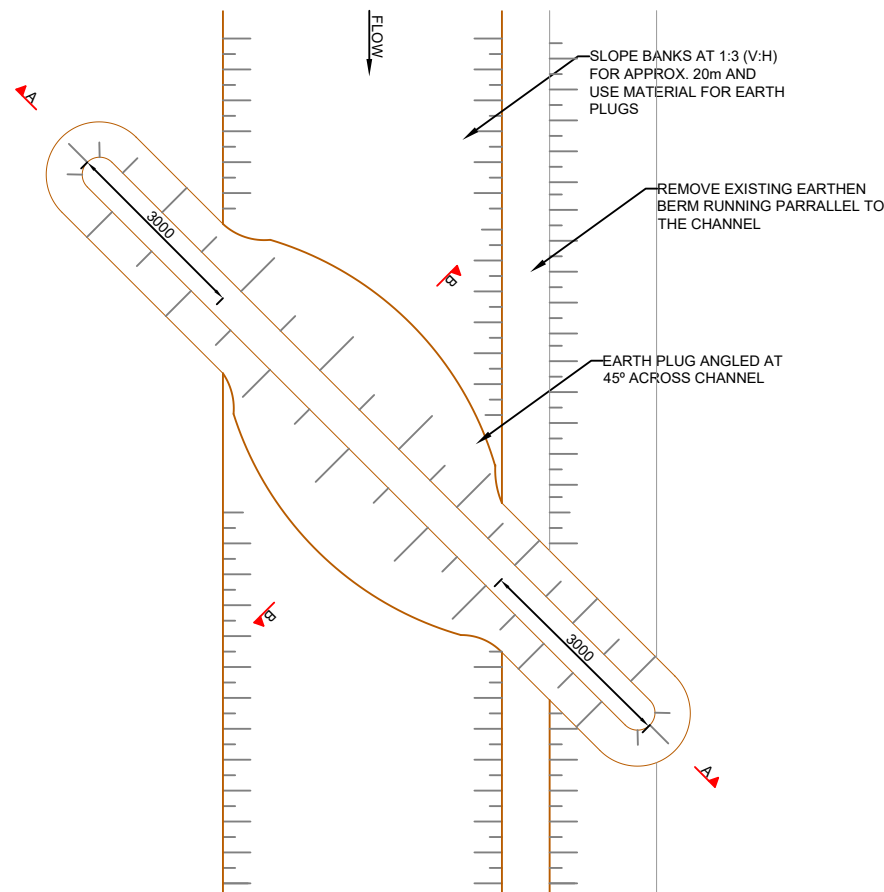 FLOW
SLOPE BANKS AT 1:3 (V:H)
FOR APPROX. 20m AND
USE MATERIAL FOR EARTH
PLUGS
A
REMOVE EXISTING EARTHEN
BERM RUNNING PARRALLEL TO
THE CHANNEL
3000
B
EARTH PLUG ANGLED AT
45º ACROSS CHANNEL
B
3000
A